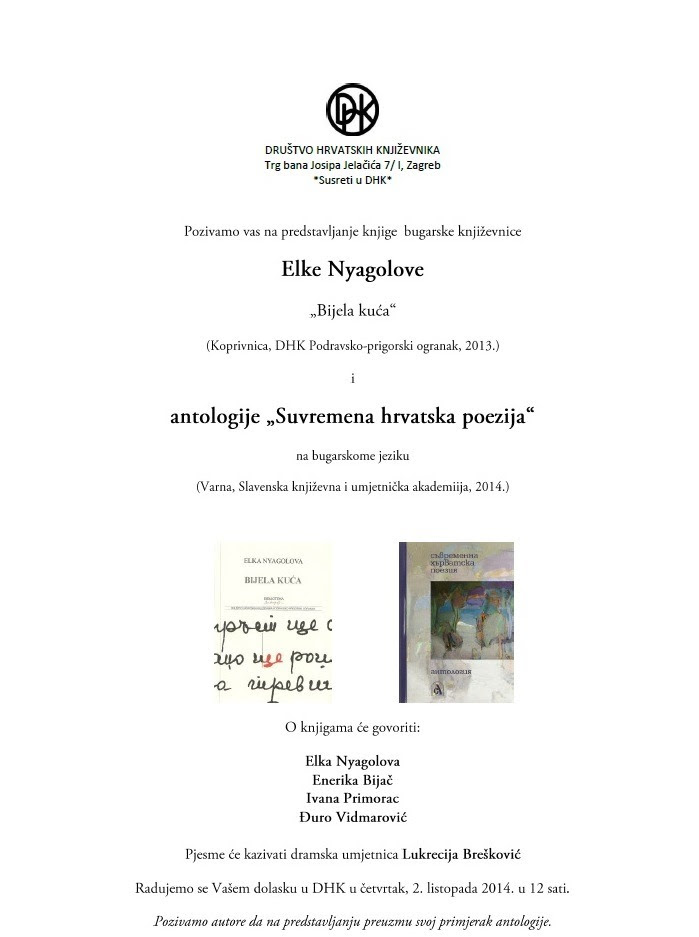 DHK
DRUŠTVO HRVATSKIH KNJIŽEVNIKA
Trg bana Josipa Jelačića 7/ I, Zagreb
*Susreti u DHK*
Pozivamo vas na predstavljanje knjige  bugarske književnice
Elke Nyagolove
„Bijela kuća“
(Koprivnica, DHK Podravsko-prigorski ogranak, 2013.)
i
antologije „Suvremena hrvatska poezija“
na bugarskome jeziku
(Varna, Slavenska književna i umjetnička akademiija, 2014.)
ELKA NYAGOLOVA
BIJELA KUĆA
съвременна
хърватска
поезия
антология
O knjigama će govoriti:
Elka Nyagolova
Enerika Bijač
Ivana Primorac
Đuro Vidmarović
Pjesme će kazivati dramska umjetnica Lukrecija Brešković
Radujemo se Vašem dolasku u DHK u četvrtak, 2. listopada 2014. u 12 sati.
Pozivamo autore da na predstavljanju preuzmu svoj primjerak antologije.